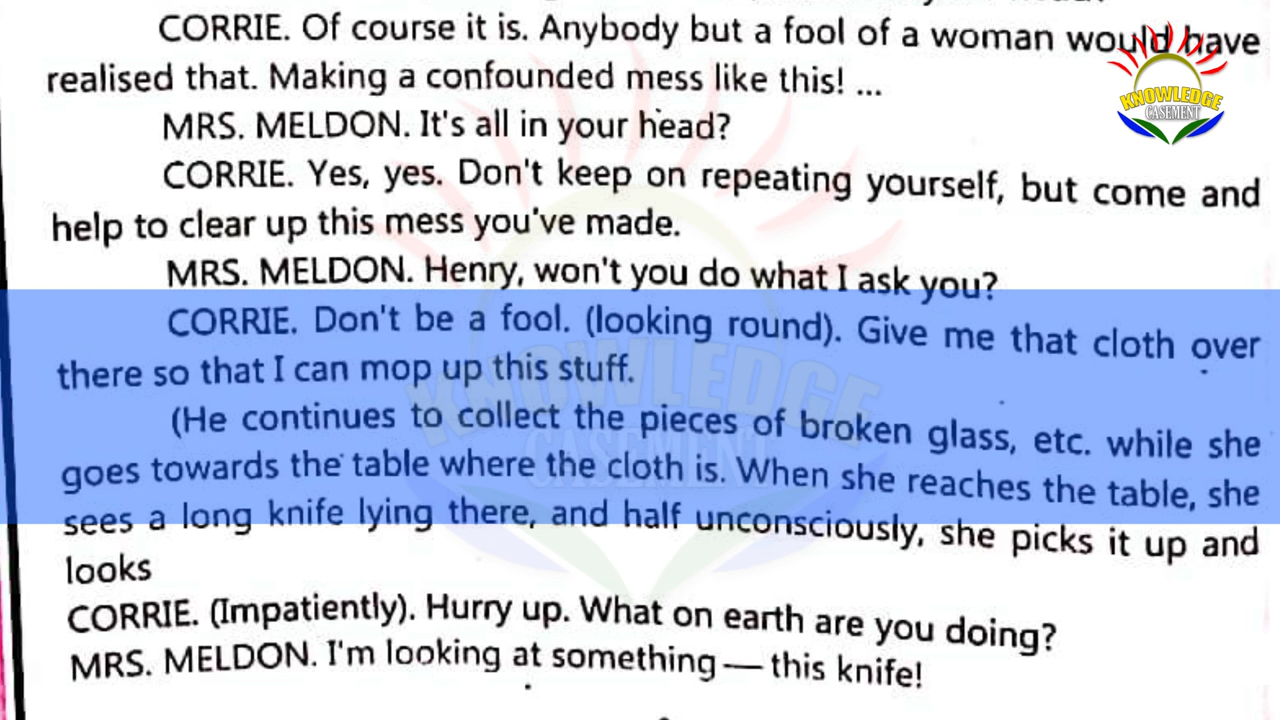 CORRIE. Of course it is. Anybody but a fool of a woman would have
realised that. Making a confounded mess like this! ...
MRS. MELDON. It's all in your head?
CORRIE. Yes, yes. Don't keep on repeating yourself, but come and
help to clear up this mess you've made.
MRS. MELDON. Henry, won't you do what I ask you?
CORRIE. Don't be a fool. (looking round). Give me that cloth over
there so that I can mop up this stuff.
(He continues to collect the pieces of broken glass, etc. while she
goes towards the table where the cloth is. When she reaches the table, she
sees a long knife lying there, and half unconsciously, she picks it up and
looks
CORRIE. (Impatiently). Hurry up. What on earth are you doing?
MRS. MELDON. I'm looking at something — this knife!
KNOWLEDGE
CASEMENT
KNOWLEDGE
CASEMENT